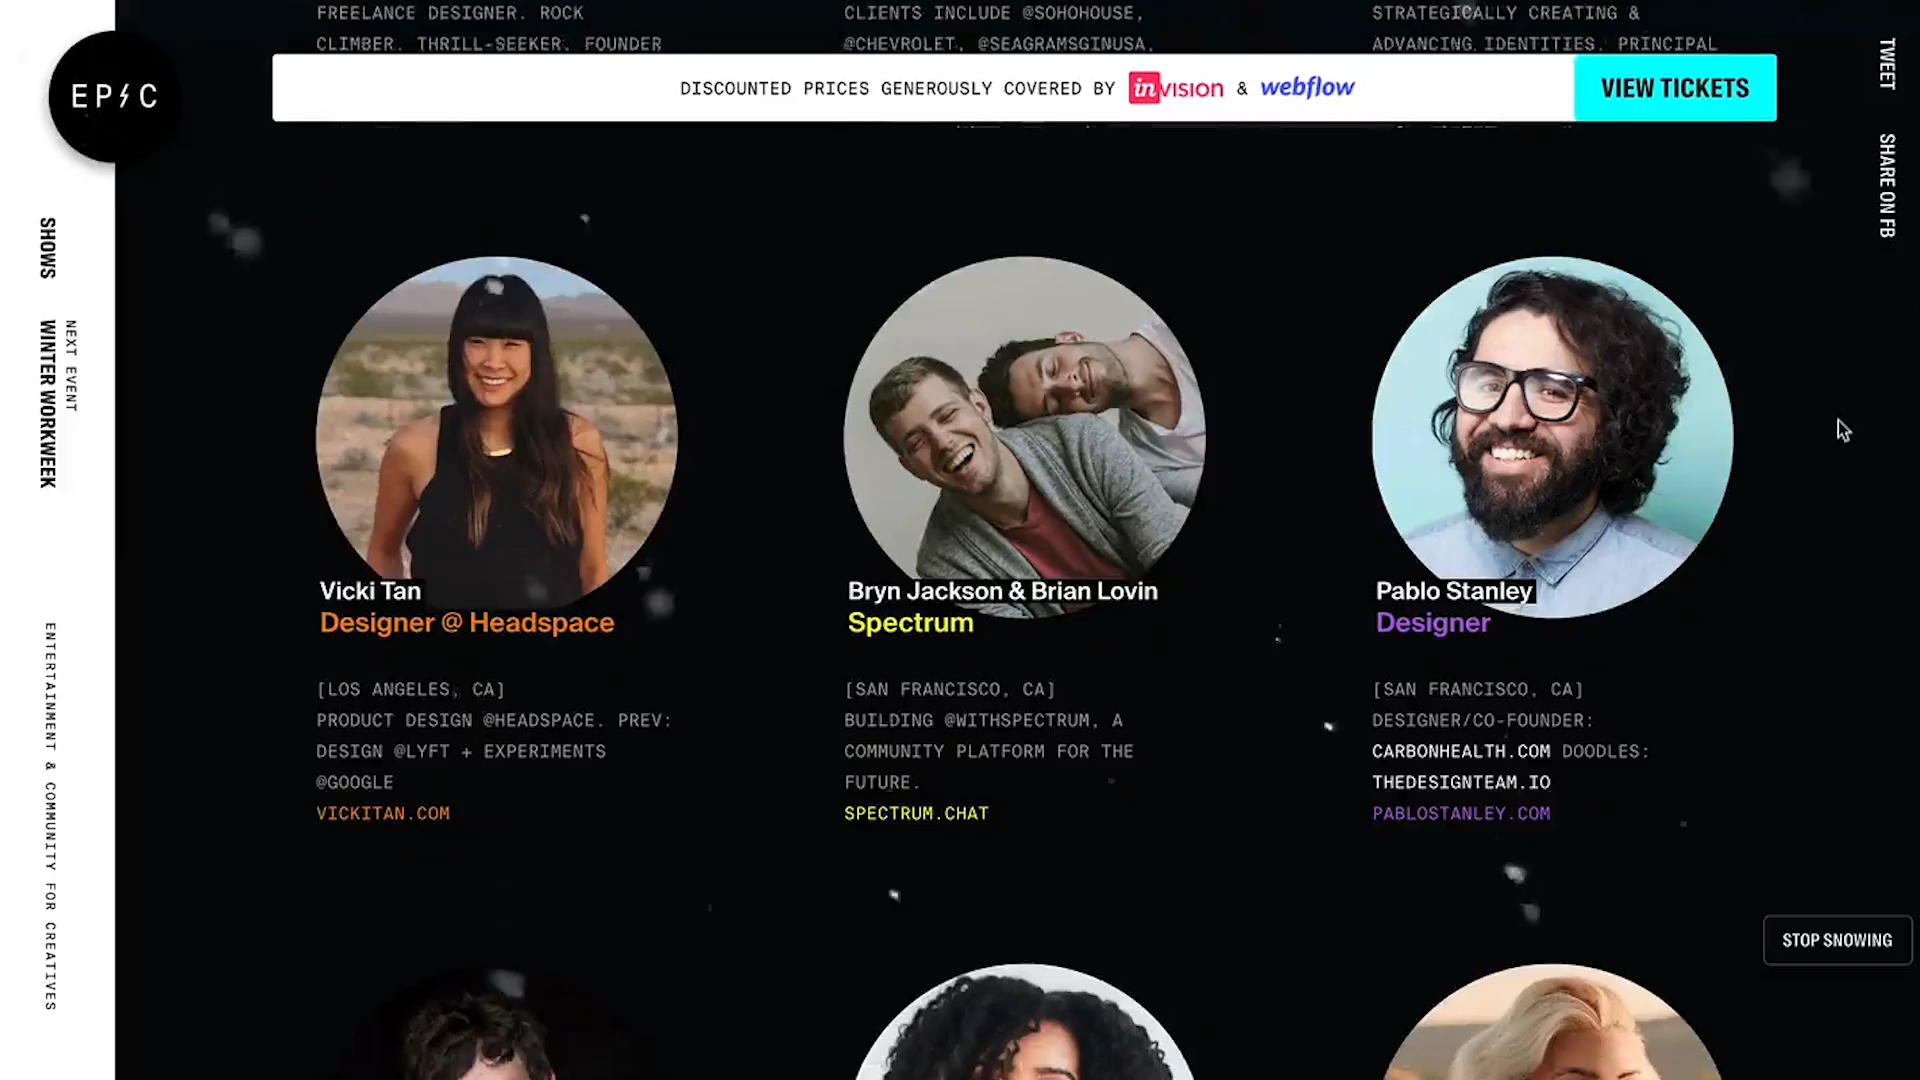 FREELANCE DESIGNER. ROCK
CLIMBER. THRILL-SEEKER. FOUNDER
CLIENTS INCLUDE @SOHOHOUSE,
@CHEVROLET, @SEAGRAMSGINUSA,
STRATEGICALLY CREATING &
ADVANCING IDENTITIES. PRINCIPAL
EPIC
DISCOUNTED PRICES GENEROUSLY COVERED BY inVISION & webflow
VIEW TICKETS
TWEET
SHARE ON FB
SHOWS
NEXT EVENT
WINTER WORKWEEK
ENTERTAINMENT & COMMUNITY FOR CREATIVES
Vicki Tan
Designer @ Headspace
[LOS ANGELES, CA]
PRODUCT DESIGN @HEADSPACE. PREV:
DESIGN @LYFT + EXPERIMENTS
@GOOGLE
VICKITAN.COM
Bryn Jackson & Brian Lovin
Spectrum
[SAN FRANCISCO, CA]
BUILDING @WITHSPECTRUM, A
COMMUNITY PLATFORM FOR THE
FUTURE.
SPECTRUM.CHAT
Pablo Stanley
Designer
[SAN FRANCISCO, CA]
DESIGNER/CO-FOUNDER:
CARBONHEALTH.COM DOODLES:
THEDESIGNTEAM.IO
PABLOSTANLEY.COM
STOP SNOWING